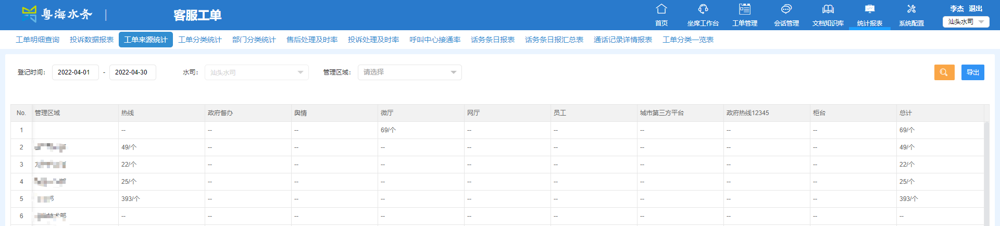 粤海水务 客服工单
首页 坐席工作台 工单管理 会话管理 文档知识库 统计报表 系统配置
李杰 退出
汕头水司
工单明细查询 投诉数据报表 工单来源统计 工单分类统计 部门分类统计 售后处理及时率 投诉处理及时率 呼叫中心接通率 话务条日报表 话务条日报汇总表 通话记录详情报表 工单分类一览表
登记时间: 2022-04-01 - 2022-04-30 水司: 汕头水司 管理区域: 请选择 导出
No. 管理区域 热线 政府督办 舆情 微厅 网厅 员工 城市第三方平台 政府热线12345 柜台 总计
1 -- -- -- 69/个 -- -- -- -- -- 69/个
2 49/个 -- -- -- -- -- -- -- -- 49/个
3 22/个 -- -- -- -- -- -- -- -- 22/个
4 25/个 -- -- -- -- -- -- -- -- 25/个
5 393/个 -- -- -- -- -- -- -- -- 393/个
6 技术部 -- -- -- -- -- -- -- -- -- --